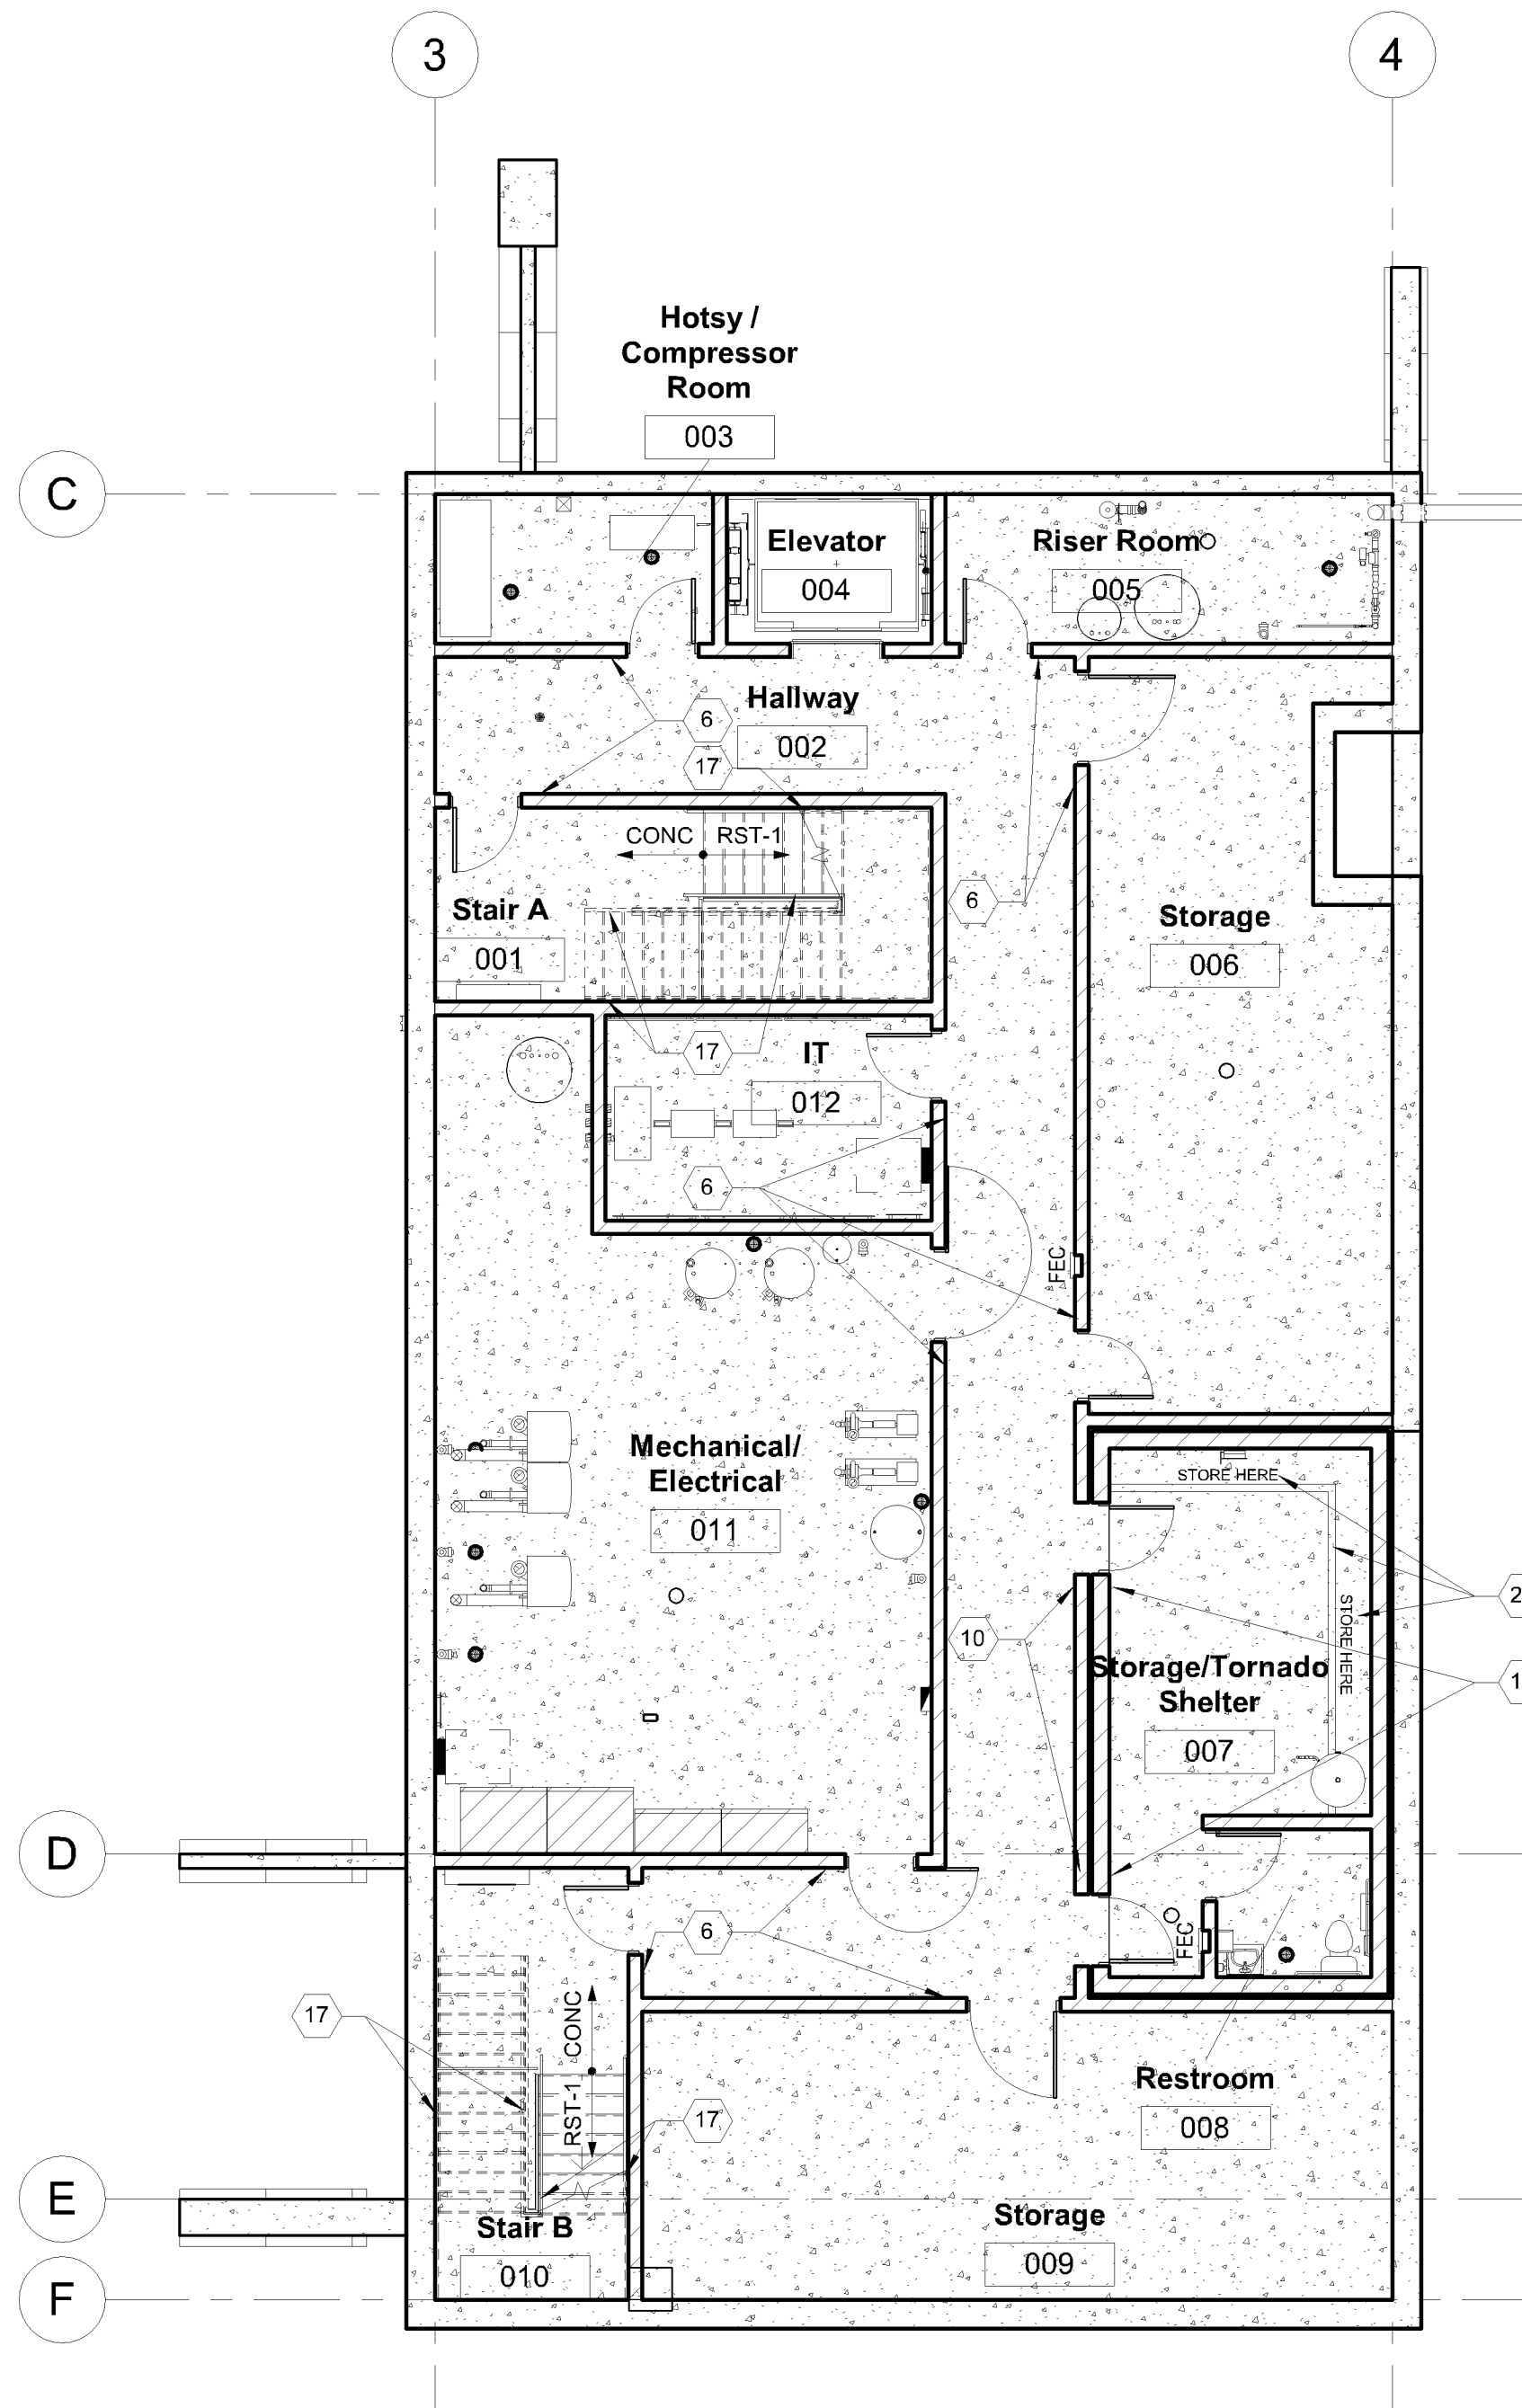 3
4
Hotsy /
Compressor
Room
003
C
Elevator
004
Riser Room
005
Hallway
002
6
17
CONC
RST-1
Stair A
001
6
Storage
006
17
IT
012
6
FEC
Mechanical/
Electrical
011
STORE HERE
STORE HERE
2
10
Storage/Tornado
Shelter
007
1
D
6
FEC
17
CONC
RST-1
17
Restroom
008
E
Stair B
010
Storage
009
F